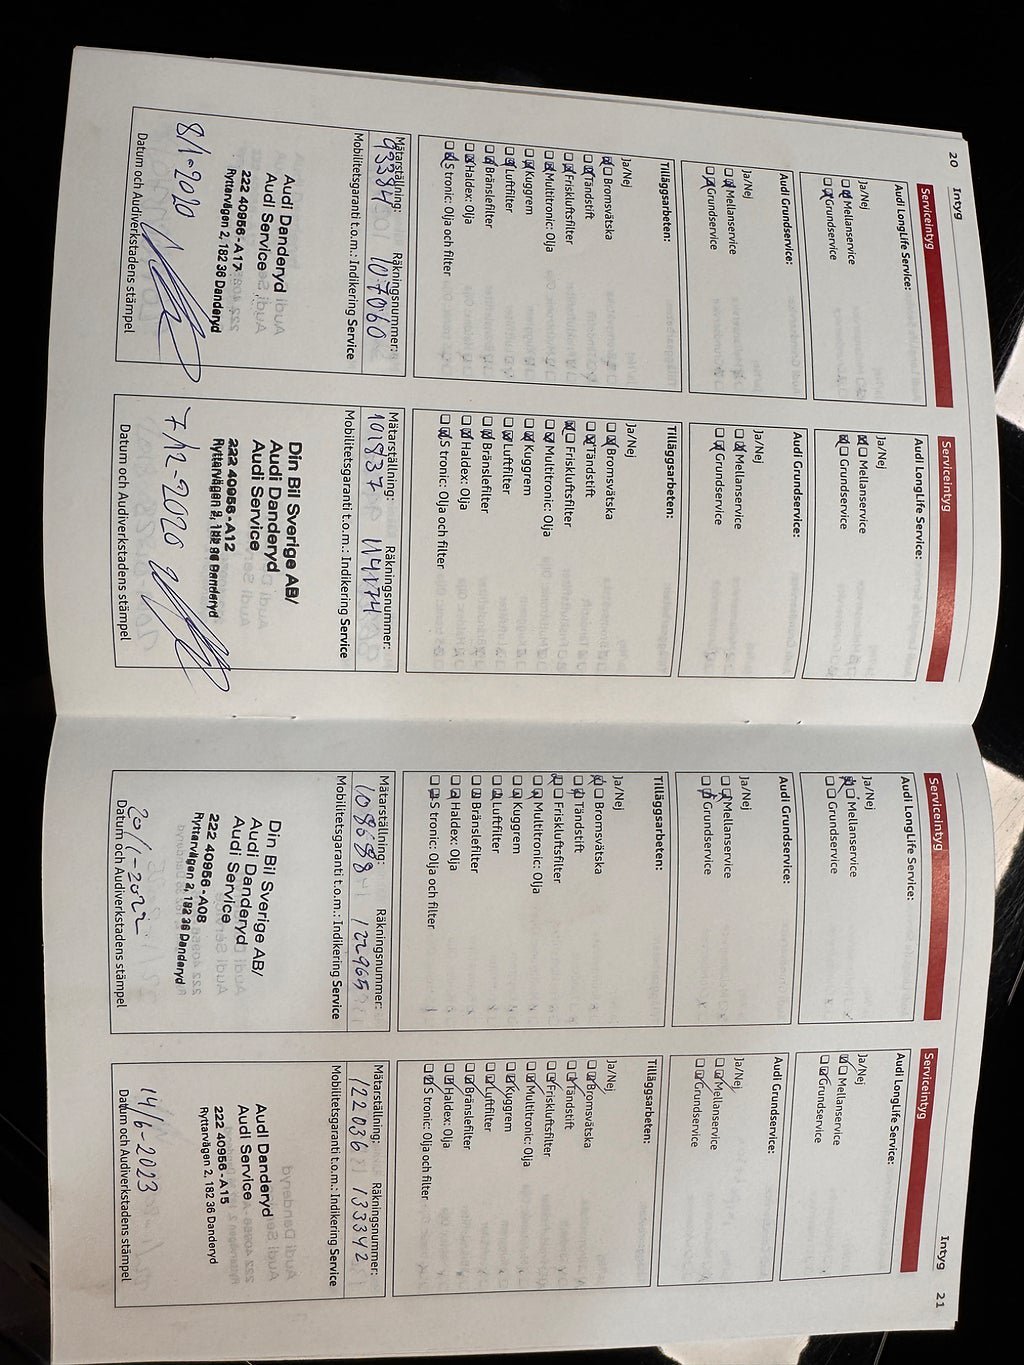 20 Intyg
Serviceintyg
Audi LongLife Service:
Ja/Nej
Mellanservice
Grundservice
Audi Grundservice:
Ja/Nej
Mellanservice
Grundservice
Tilläggsarbeten:
Ja/Nej
Bromsvätska
Tändstift
Friskluftsfilter
Multitronic: Olja
Kuggrem
Luftfilter
Bränslefilter
Haldex: Olja
S tronic: Olja och filter
Mätarställning: Räkningsnummer:
93384 107060
Mobilitetsgaranti t.o.m.: Indikering Service
Audi Danderyd
Audi Service
222 40956 - A17
Ryttarvägen 2, 182 36 Danderyd
8/1-2020
Datum och Audiverkstadens stämpel
Serviceintyg
Audi LongLife Service:
Ja/Nej
Mellanservice
Grundservice
Audi Grundservice:
Ja/Nej
Mellanservice
Grundservice
Tilläggsarbeten:
Ja/Nej
Bromsvätska
Tändstift
Friskluftsfilter
Multitronic: Olja
Kuggrem
Luftfilter
Bränslefilter
Haldex: Olja
S tronic: Olja och filter
Mätarställning: Räkningsnummer:
101837
Mobilitetsgaranti t.o.m.: Indikering Service
Din Bil Sverige AB/
Audi Danderyd
Audi Service
222 40956 - A12
Ryttarvägen 2, 182 36 Danderyd
7/12-2020
Datum och Audiverkstadens stämpel
Intyg 21
Serviceintyg
Audi LongLife Service:
Ja/Nej
Mellanservice
Grundservice
Audi Grundservice:
Ja/Nej
Mellanservice
Grundservice
Tilläggsarbeten:
Ja/Nej
Bromsvätska
Tändstift
Friskluftsfilter
Multitronic: Olja
Kuggrem
Luftfilter
Bränslefilter
Haldex: Olja
S tronic: Olja och filter
Mätarställning: Räkningsnummer:
109688 122965
Mobilitetsgaranti t.o.m.: Indikering Service
Din Bil Sverige AB/
Audi Danderyd
Audi Service
222 40956 - A08
Ryttarvägen 2, 182 36 Danderyd
20/1-2022
Datum och Audiverkstadens stämpel
Serviceintyg
Audi LongLife Service:
Ja/Nej
Mellanservice
Grundservice
Audi Grundservice:
Ja/Nej
Mellanservice
Grundservice
Tilläggsarbeten:
Ja/Nej
Bromsvätska
Tändstift
Friskluftsfilter
Multitronic: Olja
Kuggrem
Luftfilter
Bränslefilter
Haldex: Olja
S tronic: Olja och filter
Mätarställning: Räkningsnummer:
122036 133342
Mobilitetsgaranti t.o.m.: Indikering Service
Audi Danderyd
Audi Service
222 40956 - A15
Ryttarvägen 2, 182 36 Danderyd
14/6-2023
Datum och Audiverkstadens stämpel